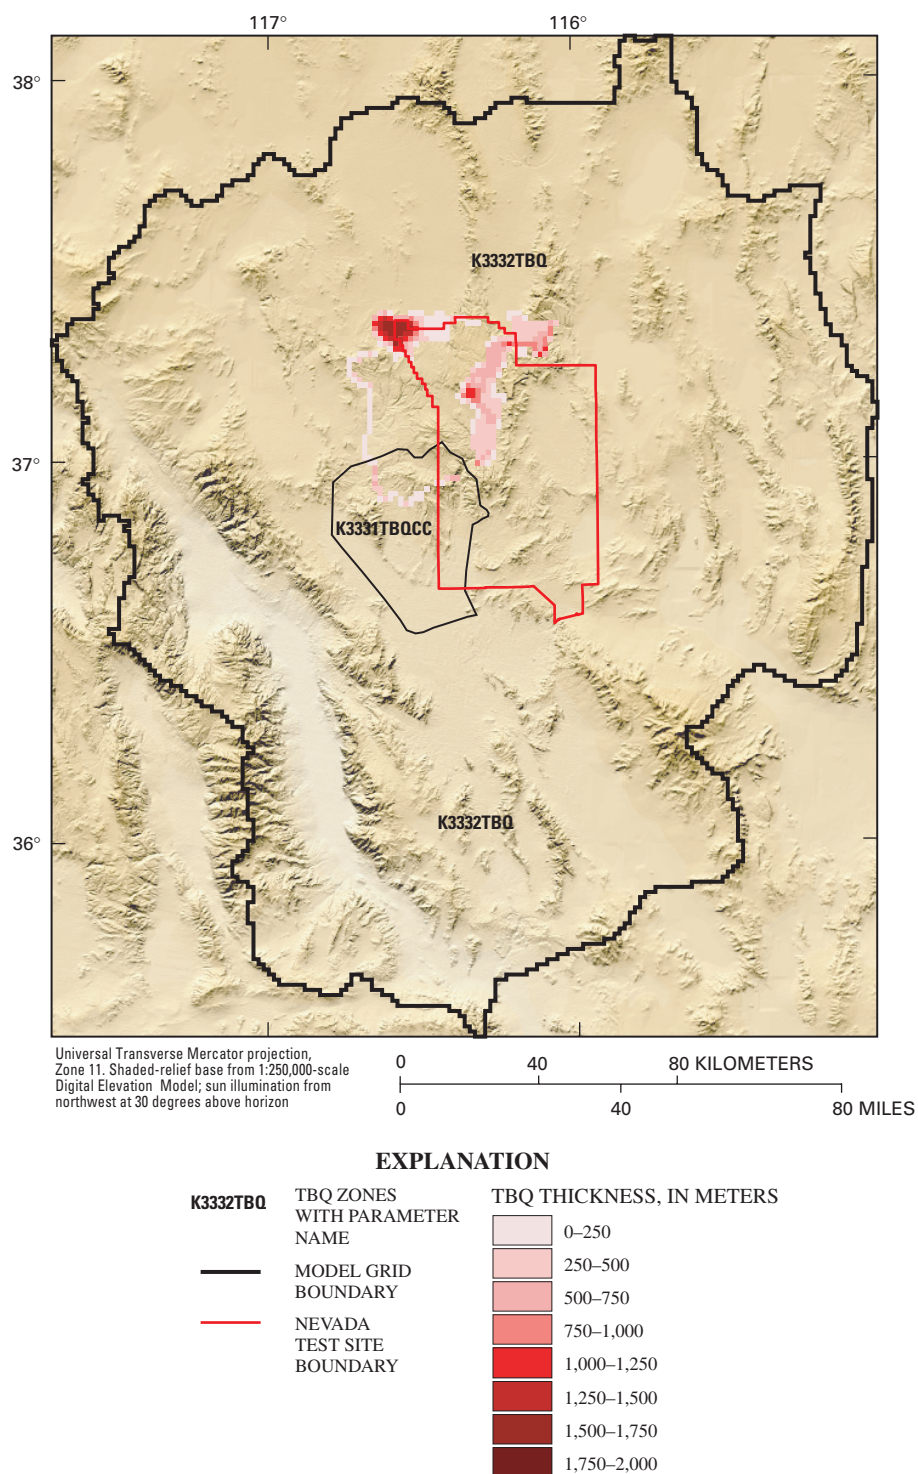 117° 116°
38°
K3332TBQ
37°
K3331TBQCC
K3332TBQ
36°
Universal Transverse Mercator projection,
Zone 11. Shaded-relief base from 1:250,000-scale
Digital Elevation Model; sun illumination from
northwest at 30 degrees above horizon
0 40 80 KILOMETERS
0 40 80 MILES
EXPLANATION
K3332TBQ
TBQ ZONES
WITH PARAMETER
NAME
MODEL GRID
BOUNDARY
NEVADA
TEST SITE
BOUNDARY
TBQ THICKNESS, IN METERS
0–250
250–500
500–750
750–1,000
1,000–1,250
1,250–1,500
1,500–1,750
1,750–2,000